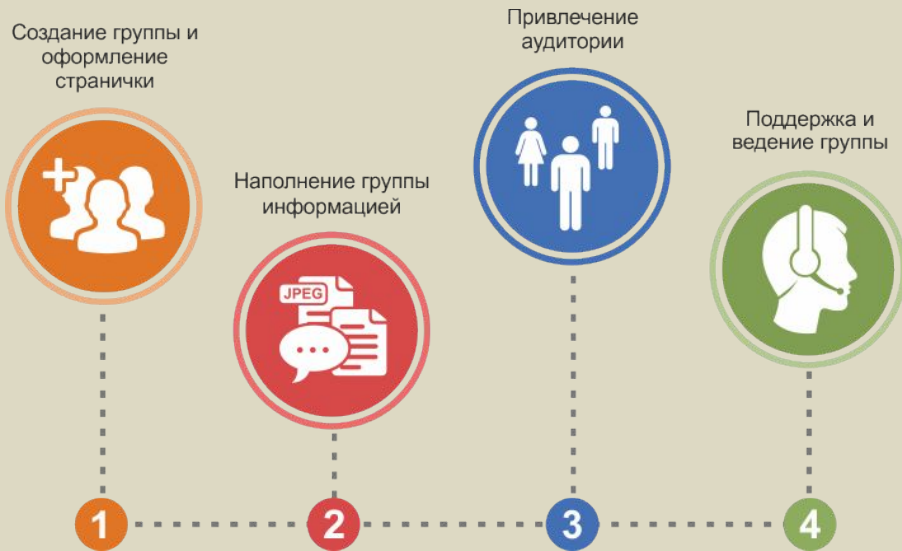 Создание группы и
оформление
странички
Наполнение группы
информацией
JPEG
Привлечение
аудитории
Поддержка и
ведение группы
1
2
3
4